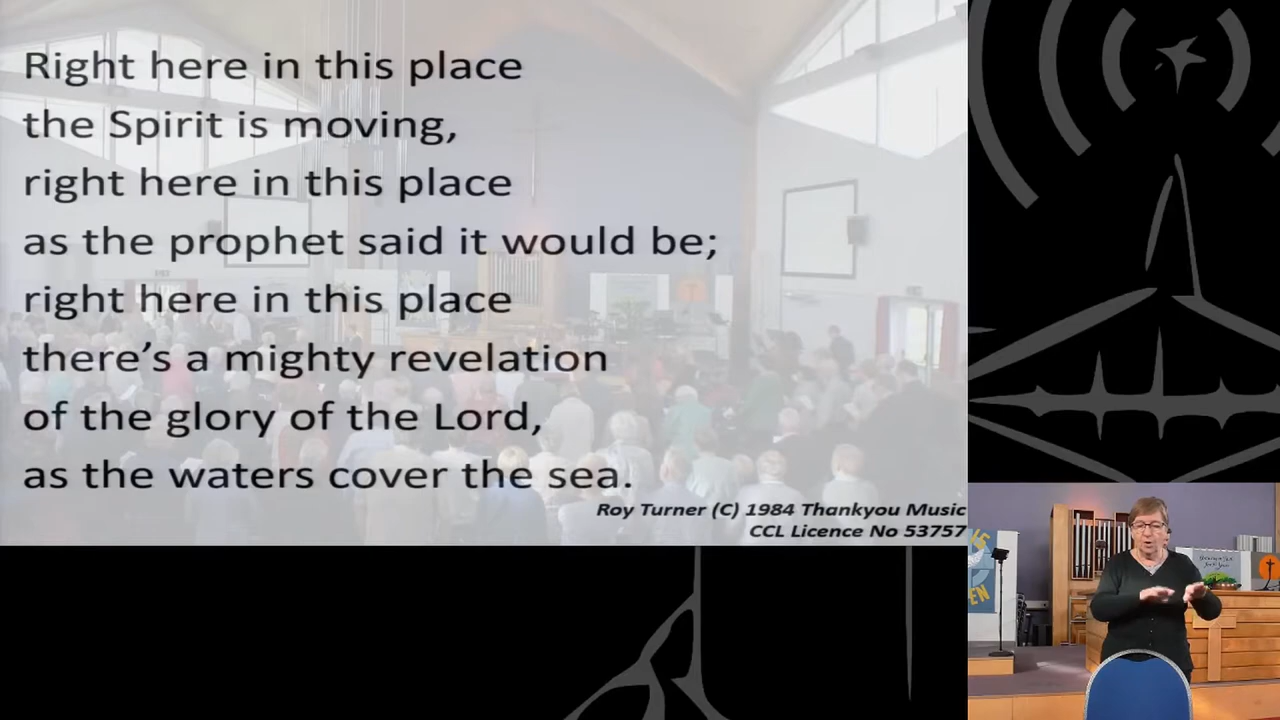 Right here in this place
the Spirit is moving,
right here in this place
as the prophet said it would be;
right here in this place
there's a mighty revelation
of the glory of the Lord,
as the waters cover the sea.
Roy Turner (C) 1984 Thankyou Music
CCL Licence No 53757